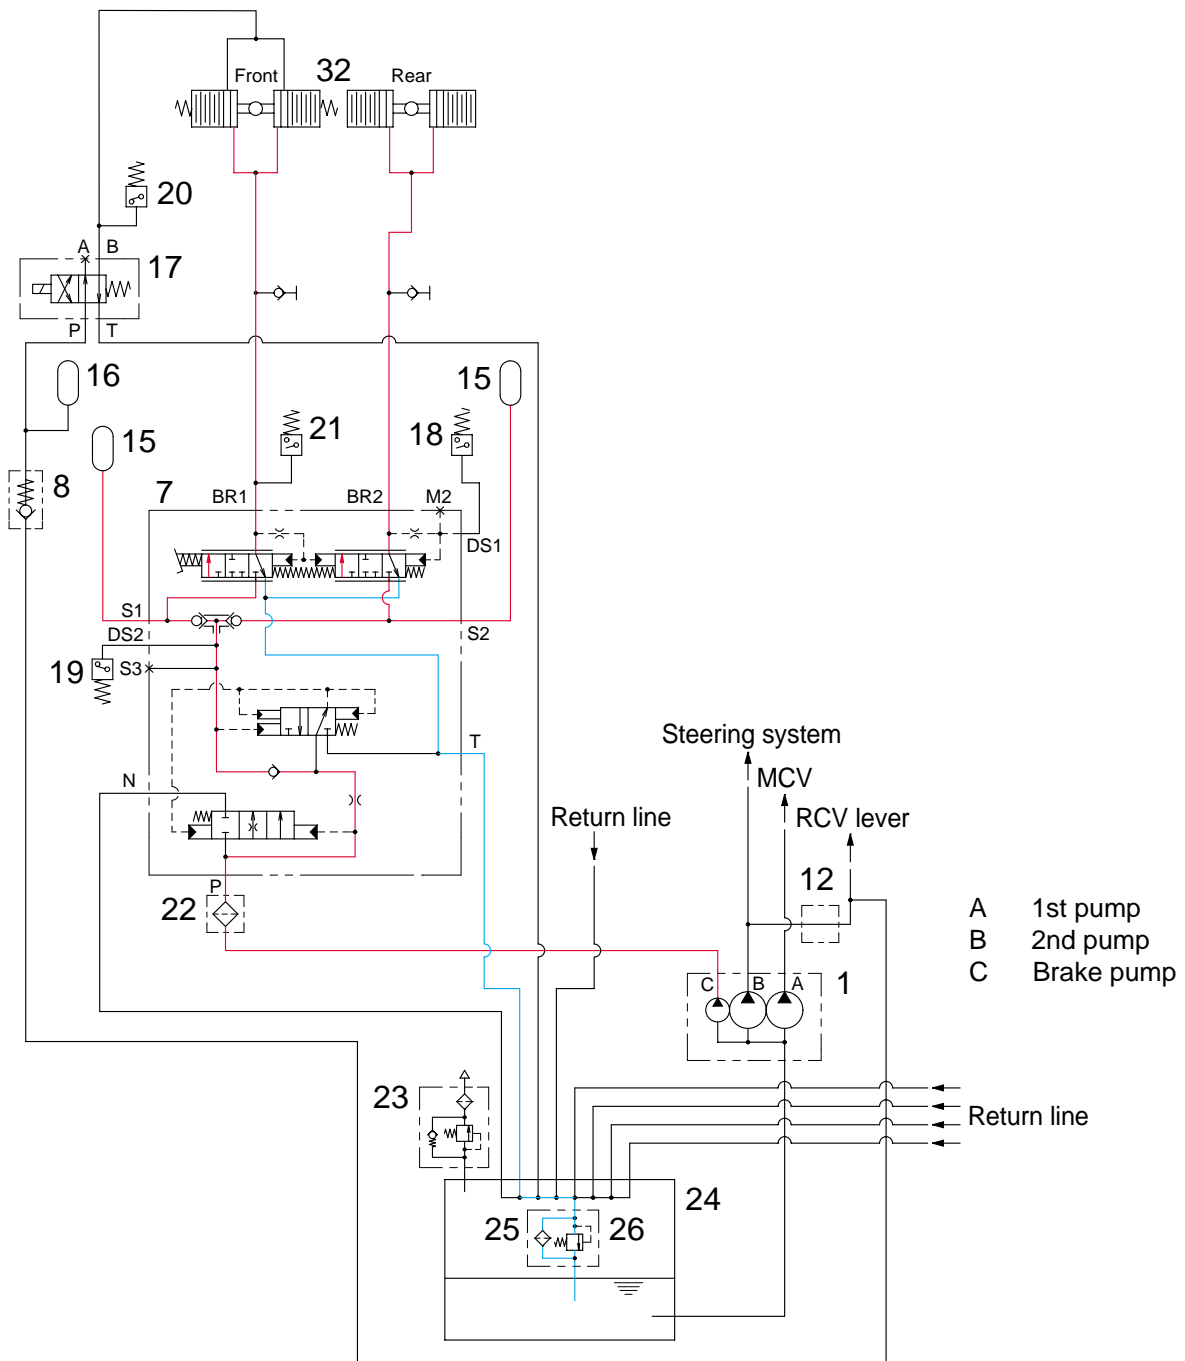 Front
32
Rear
20
A
B
17
P
T
16
15
15
21
18
8
7
BR1
BR2
M2
DS1
S1
S2
DS2
S3
19
T
Steering system
MCV
RCV lever
N
Return line
12
P
22
A 1st pump
B 2nd pump
C Brake pump
C
B
A
1
23
Return line
24
25
26